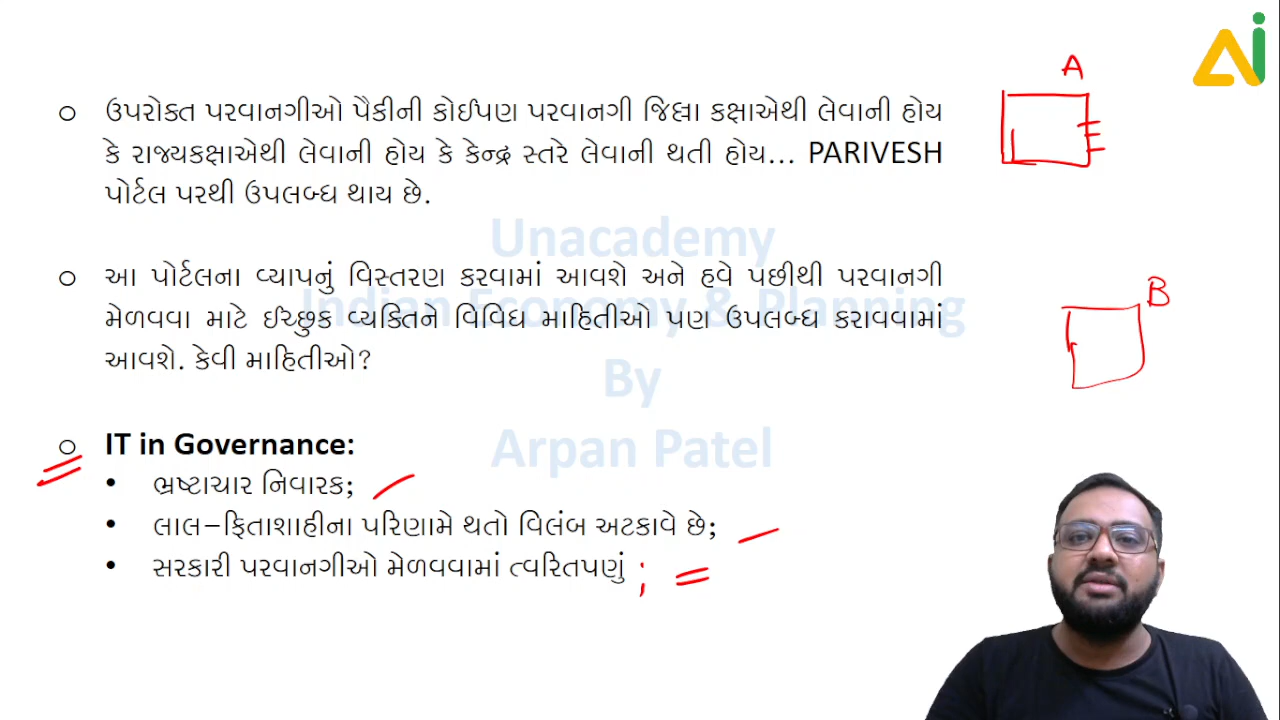 A
ઉપરોક્ત પરવાનગીઓ પૈકીની કોઈપણ પરવાનગી જિલ્લા કક્ષાએથી લેવાની હોય
કે રાજ્યકક્ષાએથી લેવાની હોય કે કેન્દ્ર સ્તરે લેવાની થતી હોય... PARIVESH
પોર્ટલ પરથી ઉપલબ્ધ થાય છે.
Unacademy
આ પોર્ટલના વ્યાપનું વિસ્તરણ કરવામાં આવશે અને હવે પછીથી પરવાનગી
B
Indian Economy & Planning
મેળવવા માટે ઈચ્છુક વ્યક્તિને વિવિધ માહિતીઓ પણ ઉપલબ્ધ કરાવવામાં
આવશે. કેવી માહિતીઓ?
By
IT in Governance:
Arpan Patel
• ભ્રષ્ટાચાર નિવારક;
• લાલ-ફિતાશાહીના પરિણામે થતો વિલંબ અટકાવે છે;
• સરકારી પરવાનગીઓ મેળવવામાં ત્વરિતપણું ;